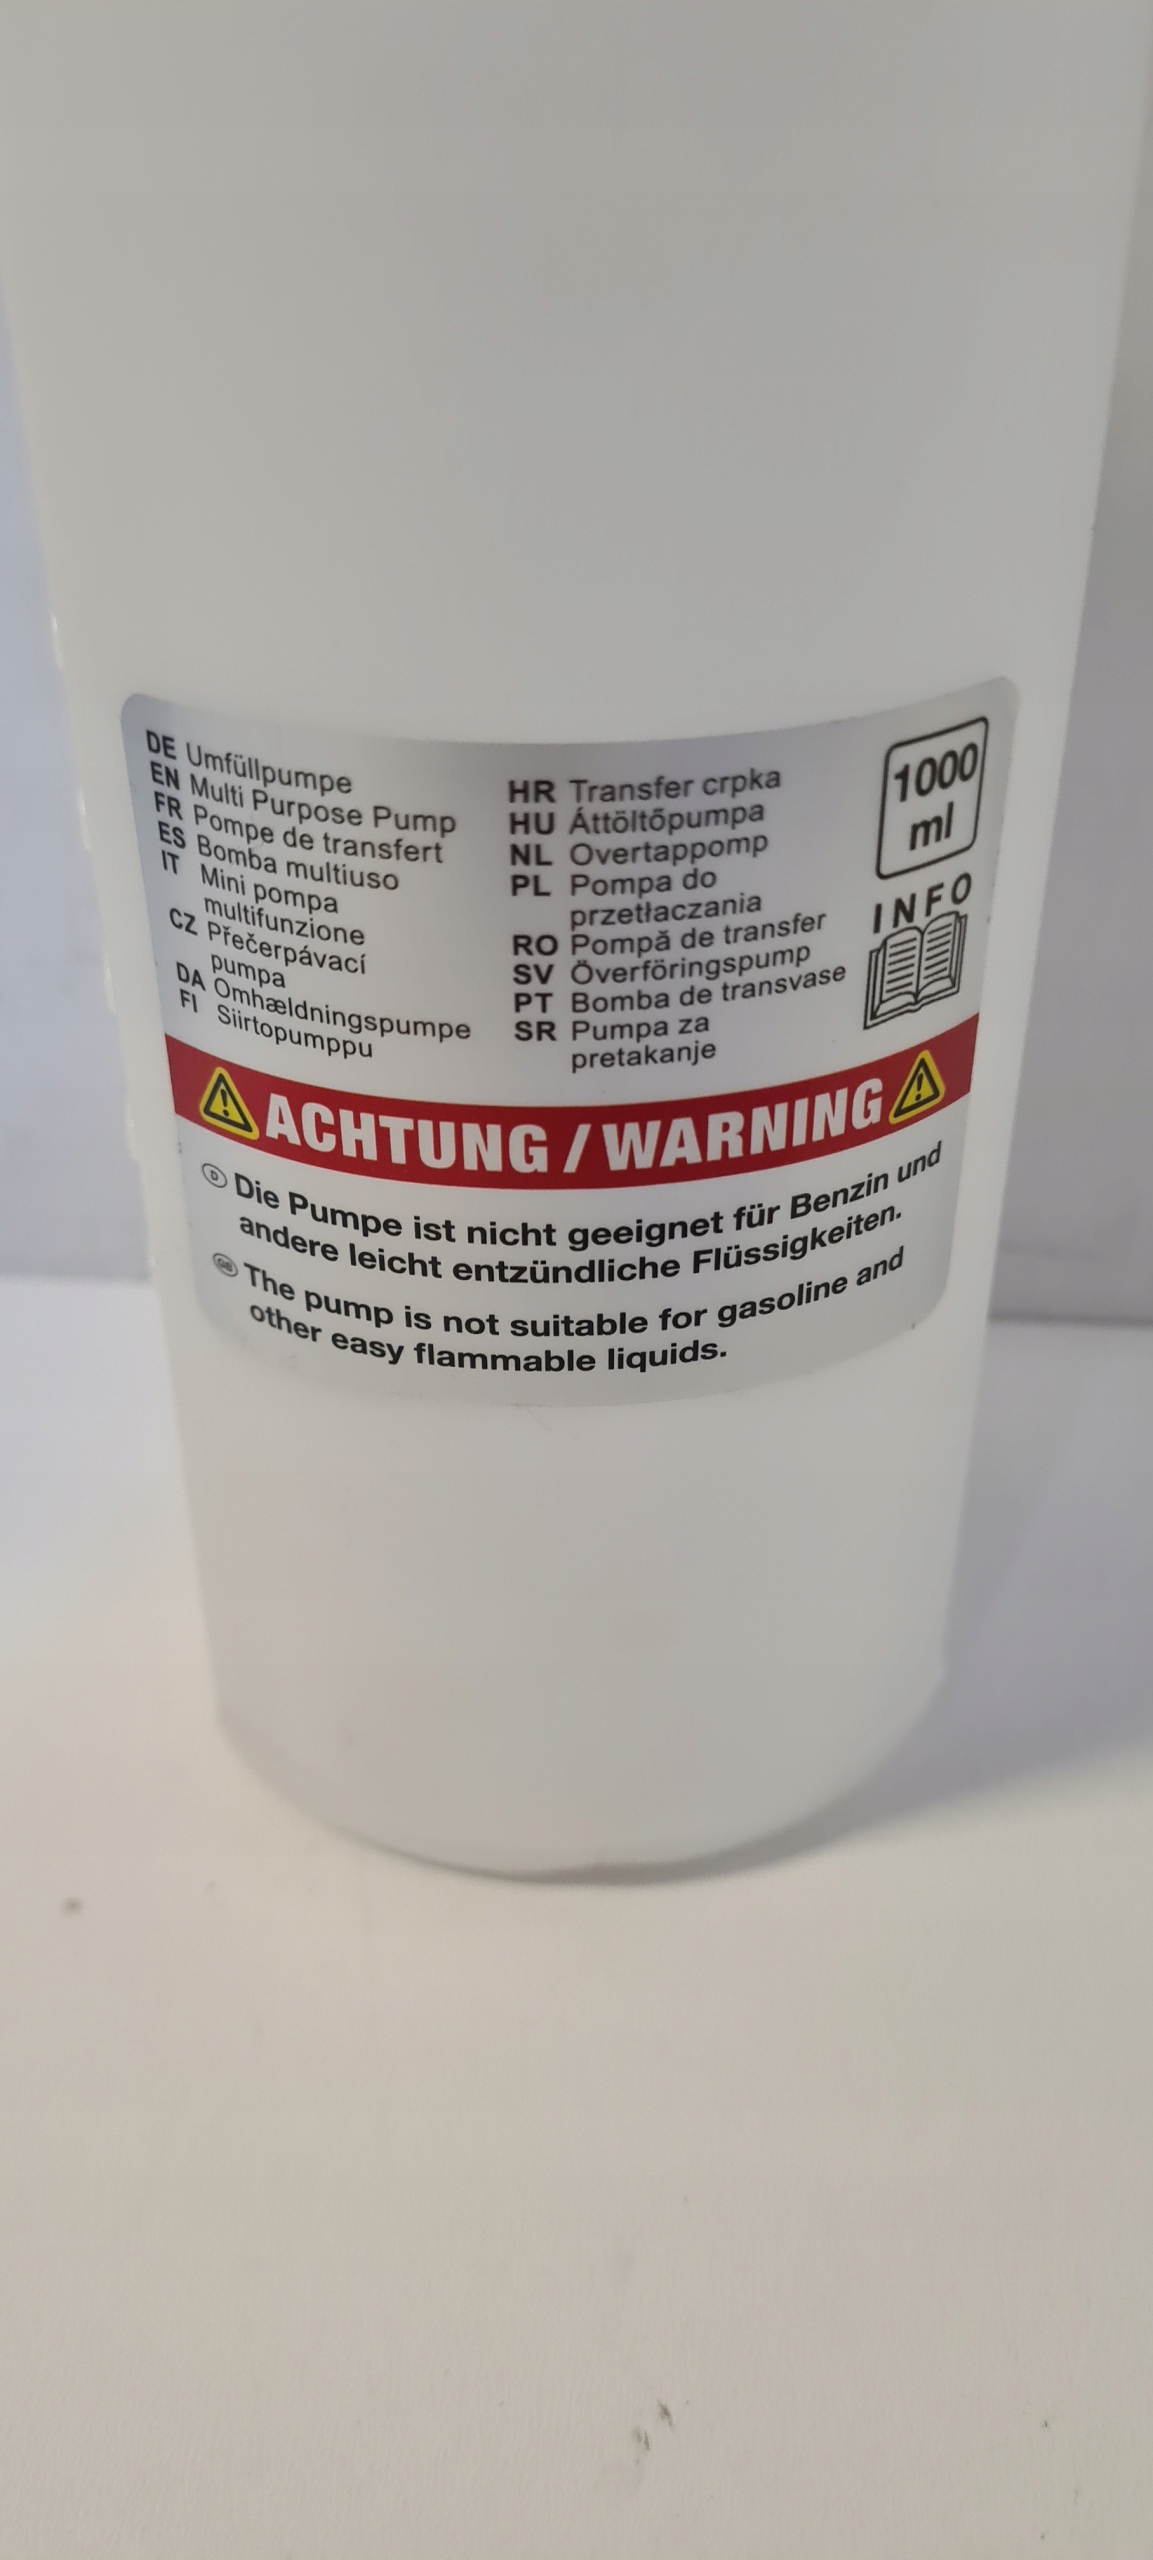 DE Umfüllpumpe
EN Multi Purpose Pump
FR Pompe de transfert
ES Bomba multiuso
IT Mini pompa
multifunzione
CZ Přečerpávací
pumpa
DA Omhældningspumpe
FI Siirtopumppu
HR Transfer crpka
HU Áttöltőpumpa
NL Overtappomp
PL Pompa do
przetłaczania
RO Pompă de transfer
SV Överföringspump
PT Bomba de transvase
SR Pumpa za
pretakanje
1000
ml
INFO
ACHTUNG / WARNING
D Die Pumpe ist nicht geeignet für Benzin und
andere leicht entzündliche Flüssigkeiten.
GB The pump is not suitable for gasoline and
other easy flammable liquids.